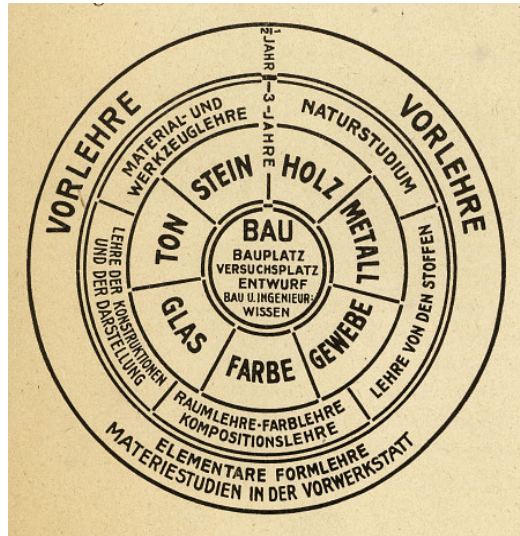 VORLEHRE
1/2 JAHR
VORLEHRE
3 JAHRE
MATERIAL- UND
WERKZEUGLEHRE
NATURSTUDIUM
LEHRE VON DEN STOFFEN
RAUMLEHRE-FARBLEHRE
KOMPOSITIONSLEHRE
LEHRE DER KONSTRUKTIONEN
UND DER DARSTELLUNG
STEIN
HOLZ
METALL
GEWEBE
FARBE
GLAS
TON
BAU
BAUPLATZ
VERSUCHSPLATZ
ENTWURF
BAU U. INGENIEUR:
WISSEN
ELEMENTARE FORMLEHRE
MATERIESTUDIEN IN DER VORWERKSTATT